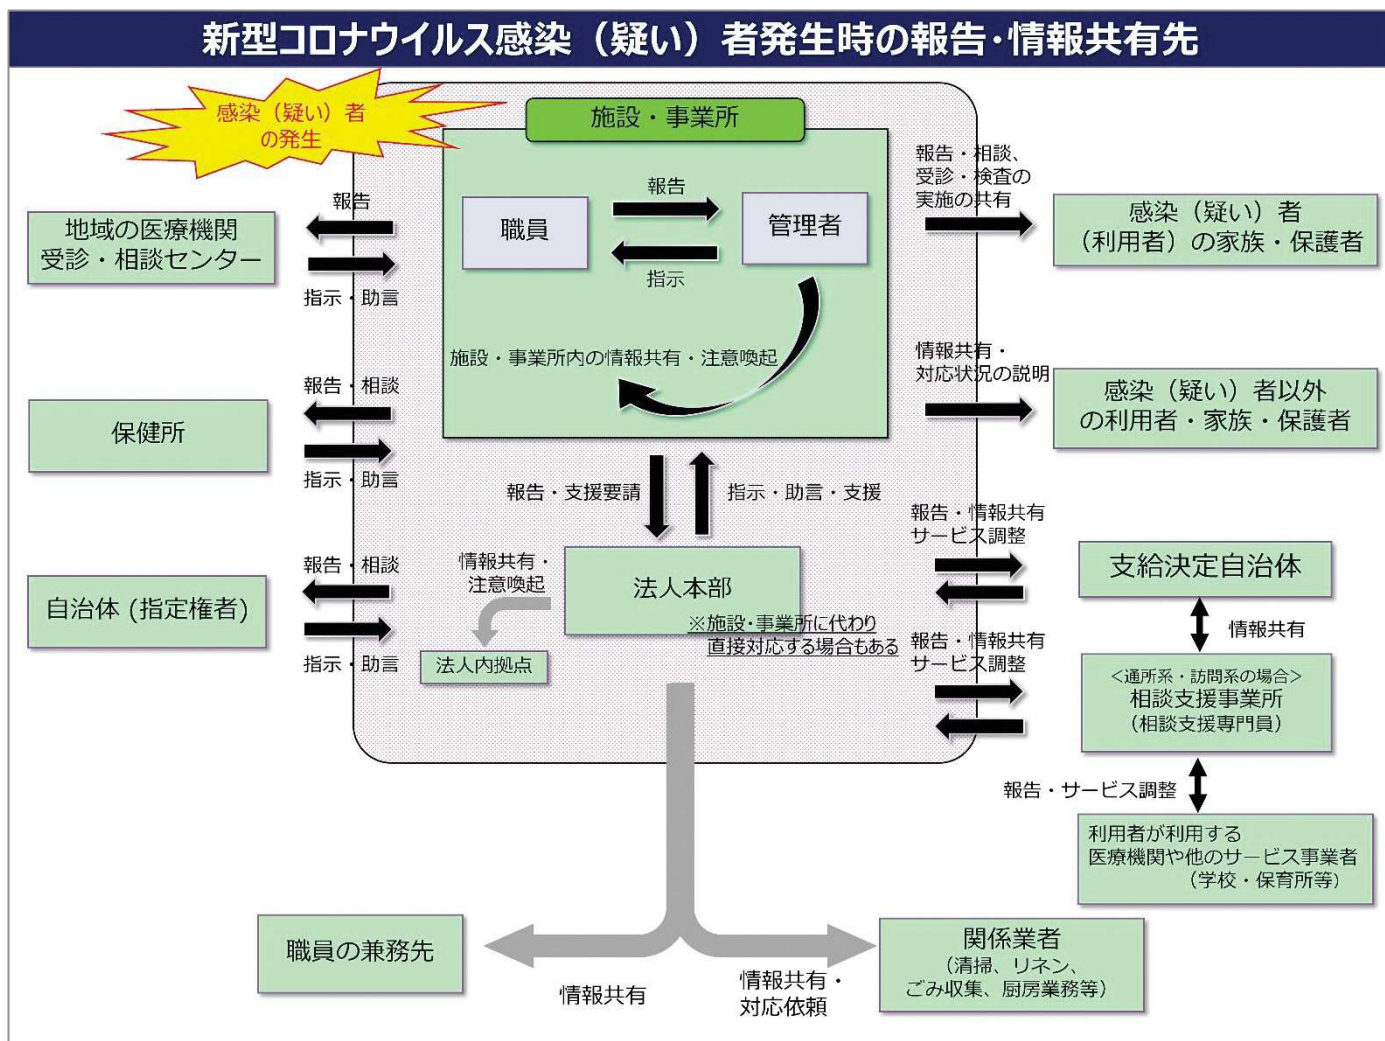 新型コロナウイルス感染（疑い）者発生時の報告・情報共有先
感染（疑い）者
の発生
施設・事業所
職員
報告
指示
管理者
施設・事業所内の情報共有・注意喚起
報告
地域の医療機関
受診・相談センター
指示・助言
報告・相談
保健所
指示・助言
報告・相談
自治体 (指定権者)
指示・助言
報告・相談、
受診・検査の
実施の共有
感染（疑い）者
（利用者）の家族・保護者
情報共有・
対応状況の説明
感染（疑い）者以外
の利用者・家族・保護者
報告・支援要請
指示・助言・支援
情報共有・
注意喚起
法人本部
※施設・事業所に代わり
直接対応する場合もある
法人内拠点
報告・情報共有
サービス調整
支給決定自治体
情報共有
報告・情報共有
サービス調整
＜通所系・訪問系の場合＞
相談支援事業所
（相談支援専門員）
報告・サービス調整
利用者が利用する
医療機関や他のサービス事業者
（学校・保育所等）
職員の兼務先
情報共有
情報共有・
対応依頼
関係業者
（清掃、リネン、
ごみ収集、厨房業務等）